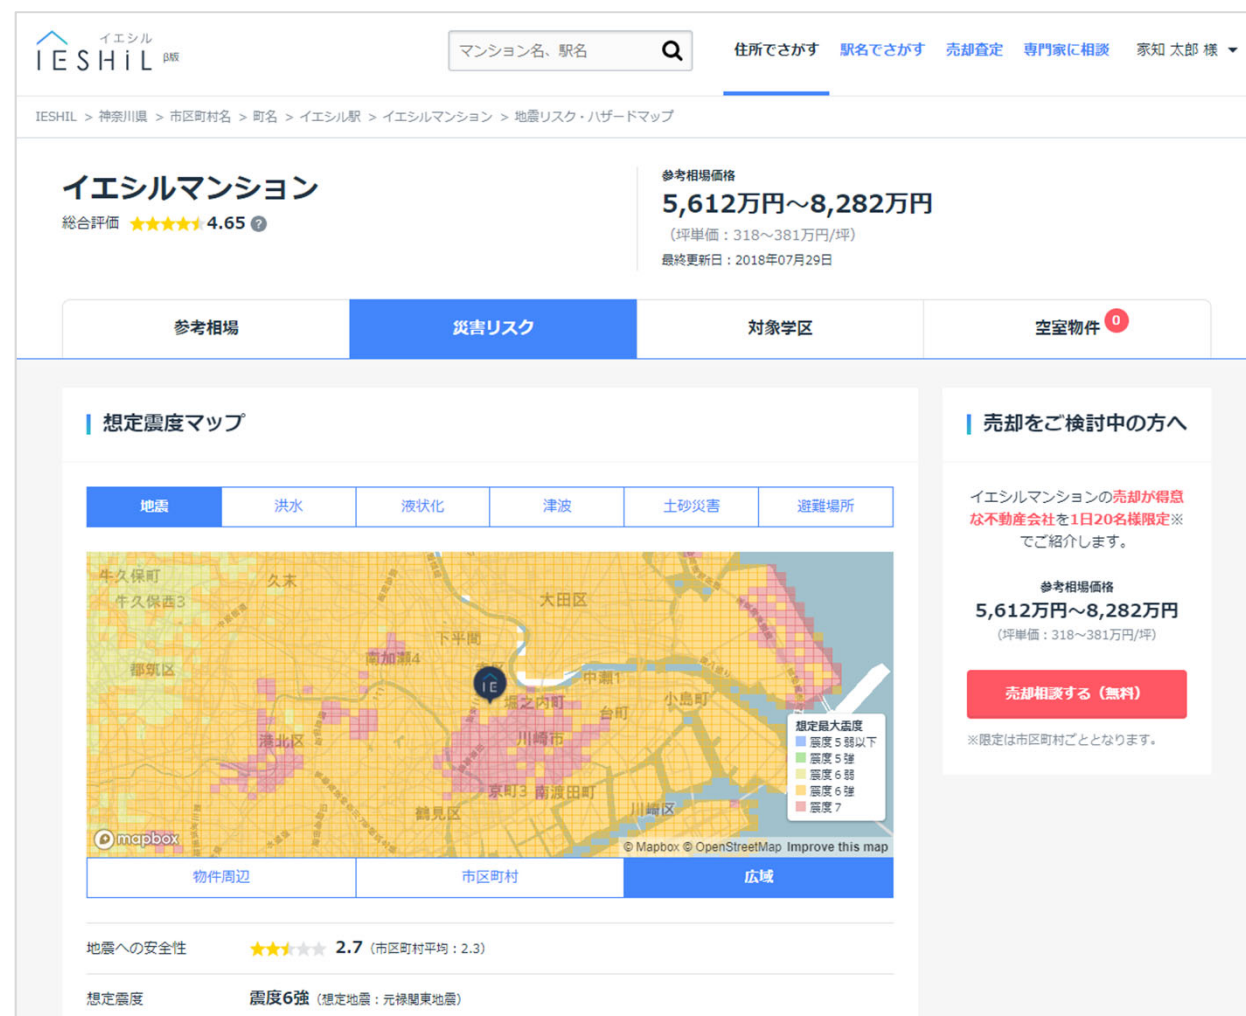 イエシル
IESHiL β版
マンション名、駅名
住所でさがす 駅名でさがす 売却査定 専門家に相談 家知 太郎 様
IESHIL > 神奈川県 > 市区町村名 > 町名 > イエシル駅 > イエシルマンション > 地震リスク・ハザードマップ
イエシルマンション
総合評価 4.65 ?
参考相場価格
5,612万円～8,282万円
（坪単価：318～381万円/坪）
最終更新日：2018年07月29日
参考相場 災害リスク 対象学区 空室物件 0
想定震度マップ
地震 洪水 液状化 津波 土砂災害 避難場所
牛久保町
久末
牛久保西3
大田区
下平間
南加瀬4
都筑区
中瀬1
IE
堀之内町
小島町
台町
港北区
川崎市
京町3 南渡田町
鶴見区
川崎区
想定最大震度
震度５弱以下
震度５強
震度６弱
震度６強
震度７
mapbox
© Mapbox © OpenStreetMap Improve this map
物件周辺 市区町村 広域
地震への安全性 2.7（市区町村平均：2.3）
想定震度 震度6強（想定地震：元禄関東地震）
売却をご検討中の方へ
イエシルマンションの売却が得意
な不動産会社を1日20名様限定※
でご紹介します。
参考相場価格
5,612万円～8,282万円
（坪単価：318～381万円/坪）
売却相談する（無料）
※限定は市区町村ごととなります。